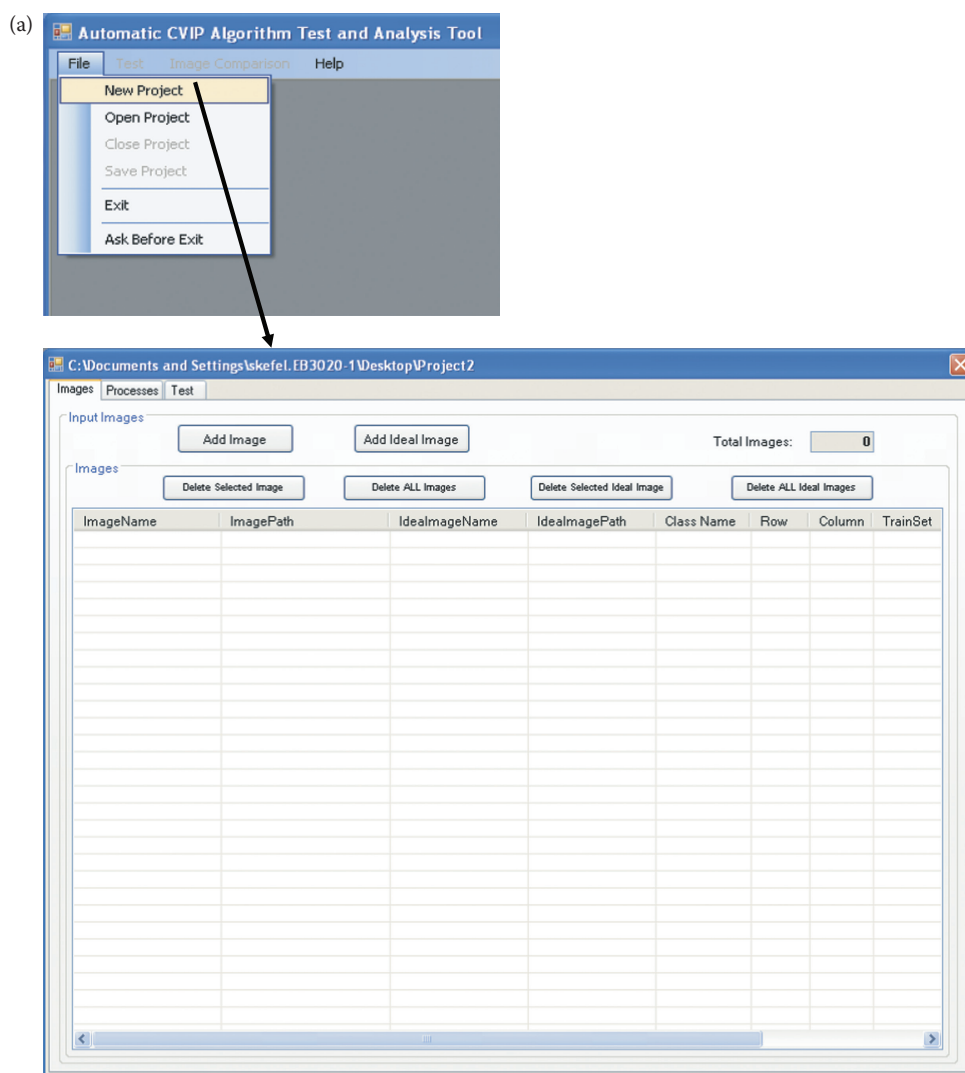 (a)
Automatic CVIP Algorithm Test and Analysis Tool
File Test Image Comparison Help
New Project
Open Project
Close Project
Save Project
Exit
Ask Before Exit
C:\Documents and Settings\skefel.EB3020-1\Desktop\Project2
Images Processes Test
Input Images
Add Image Add Ideal Image Total Images: 0
Images
Delete Selected Image Delete ALL Images Delete Selected Ideal Image Delete ALL Ideal Images
ImageName ImagePath IdealmageName IdealmagePath Class Name Row Column TrainSet